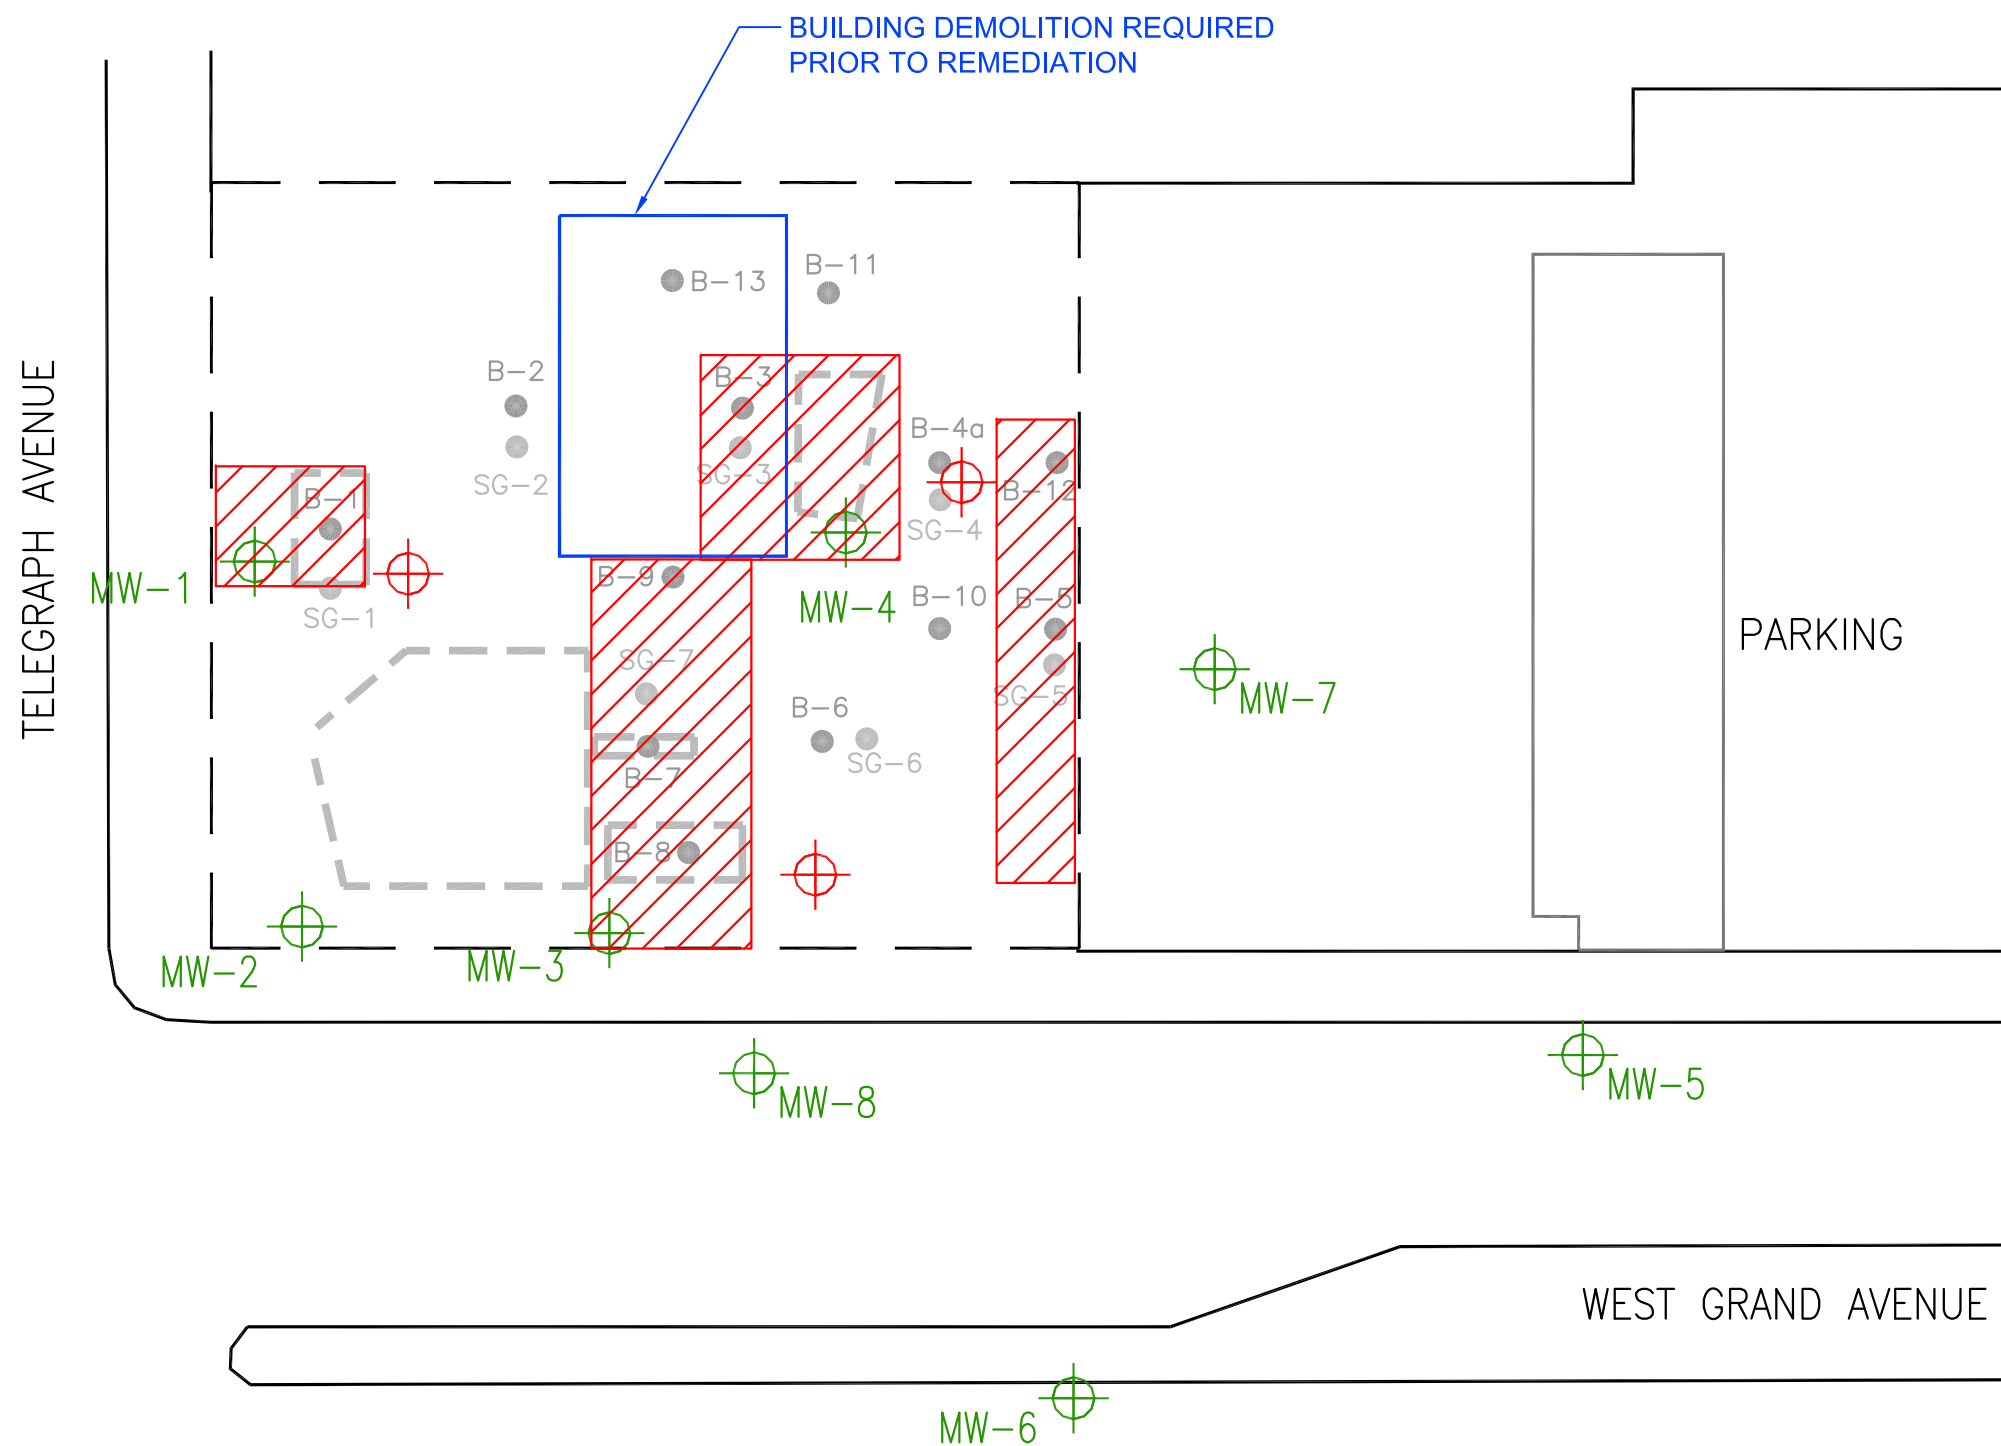 BUILDING DEMOLITION REQUIRED
PRIOR TO REMEDIATION
B-13
B-11
B-2
B-3
B-4a
SG-2
SG-3
B-12
B-1
SG-4
TELEGRAPH AVENUE
MW-1
SG-1
B-9
MW-4
B-10
B-5
PARKING
SG-7
SG-5
MW-7
B-6
SG-6
B-7
B-8
MW-2
MW-3
MW-8
MW-5
WEST GRAND AVENUE
MW-6